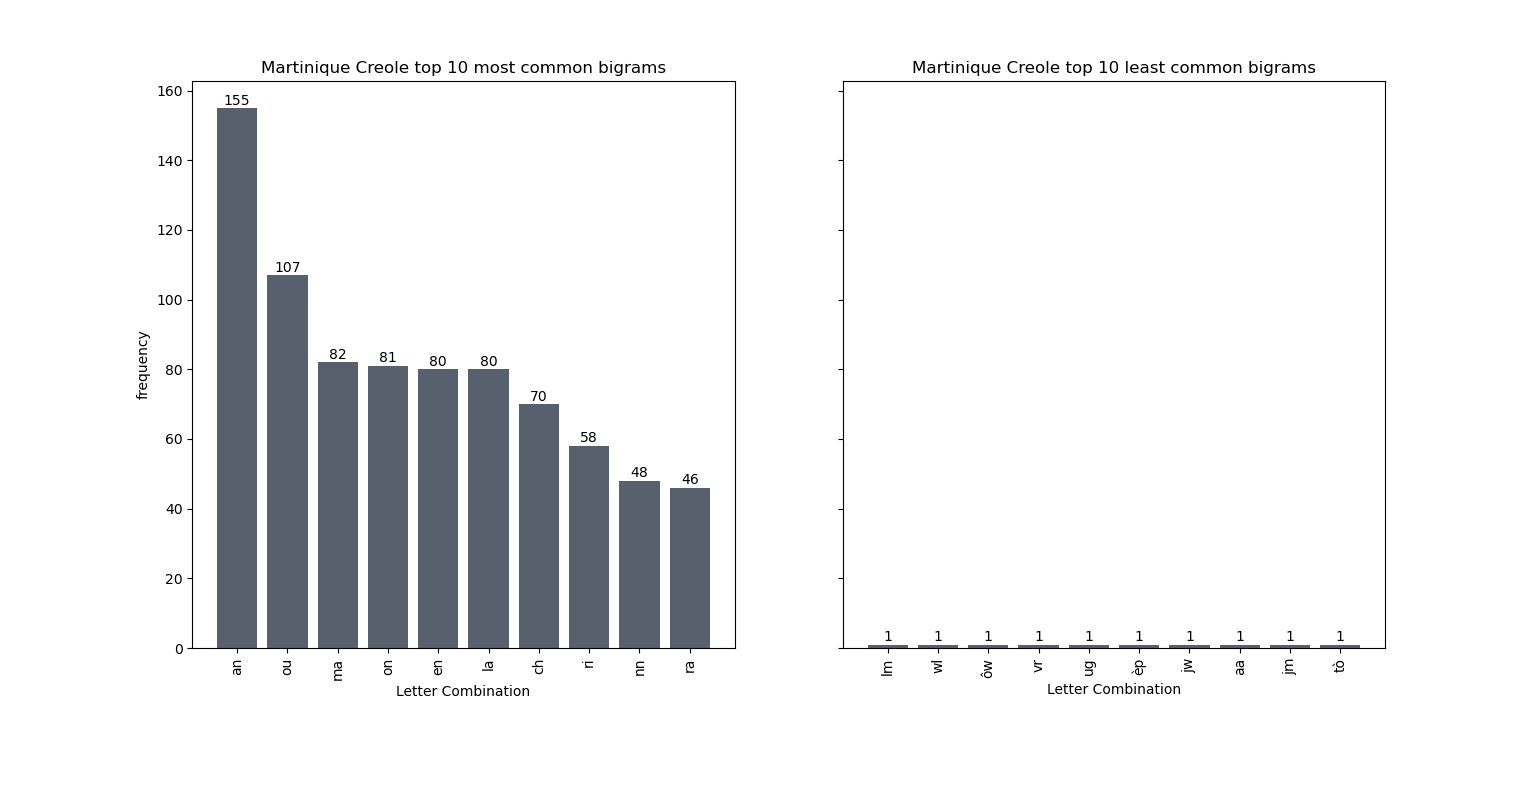 Martinique Creole top 10 most common bigrams
160
140
120
100
80
60
40
20
0
frequency
155
107
82
81
80
80
70
58
48
46
an
ou
ma
on
en
la
ch
ri
nn
ra
Letter Combination
Martinique Creole top 10 least common bigrams
1
1
1
1
1
1
1
1
1
1
lm
wl
ôw
vr
ug
èp
jw
aa
jm
tò
Letter Combination